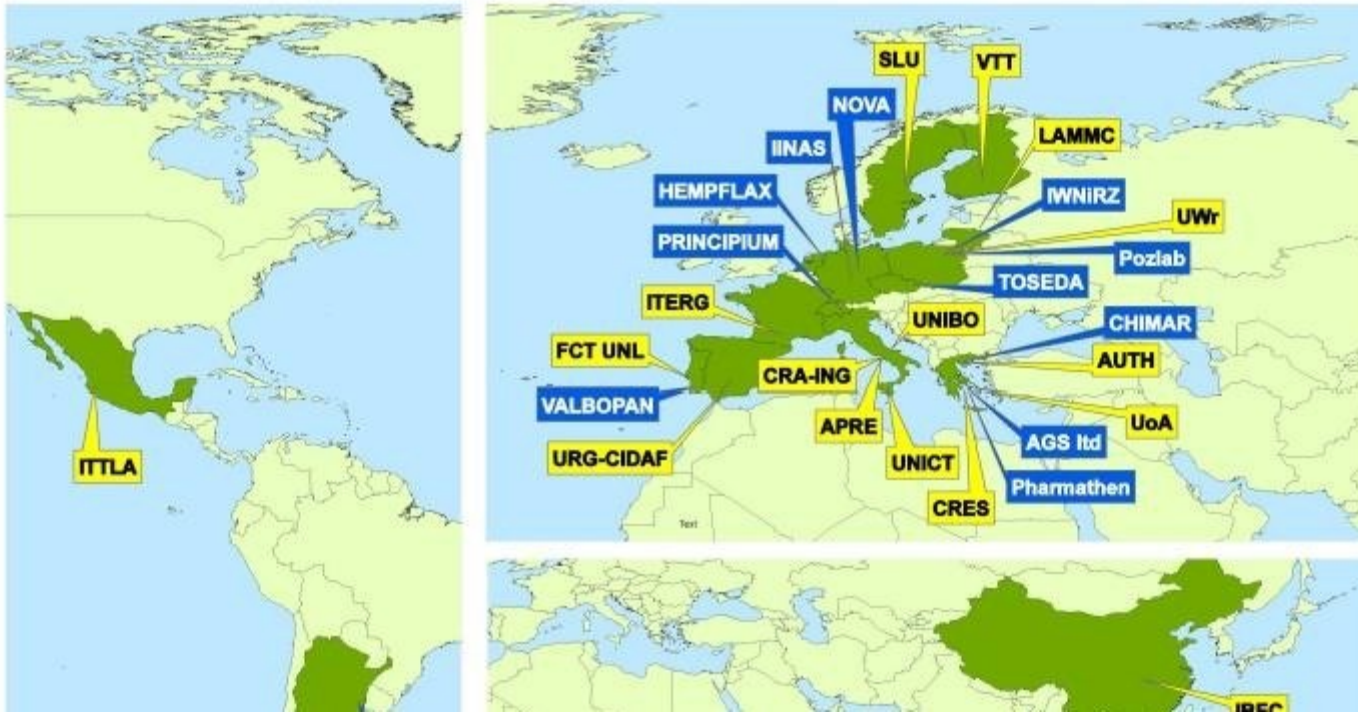 ITTLA
SLU
VTT
NOVA
LAMMC
IINAS
HEMPFLAX
IWNiRZ
UWr
PRINCIPIUM
Pozlab
TOSEDA
ITERG
UNIBO
CHIMAR
FCT UNL
AUTH
CRA-ING
VALBOPAN
APRE
UoA
AGS ltd
URG-CIDAF
UNICT
Pharmathen
CRES
Text
IBFC